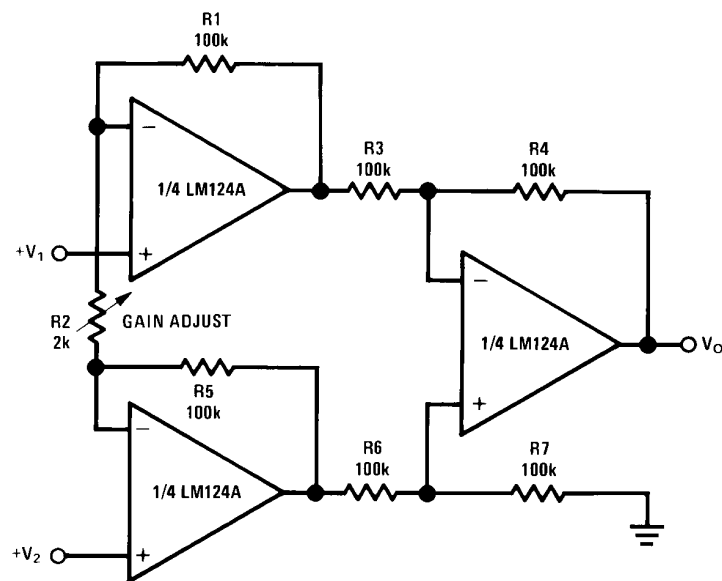 R1
100k
−
1/4 LM124A
+
+V1
R3
100k
R4
100k
R2
2k
GAIN ADJUST
−
1/4 LM124A
+
VO
R5
100k
−
1/4 LM124A
+
+V2
R6
100k
R7
100k